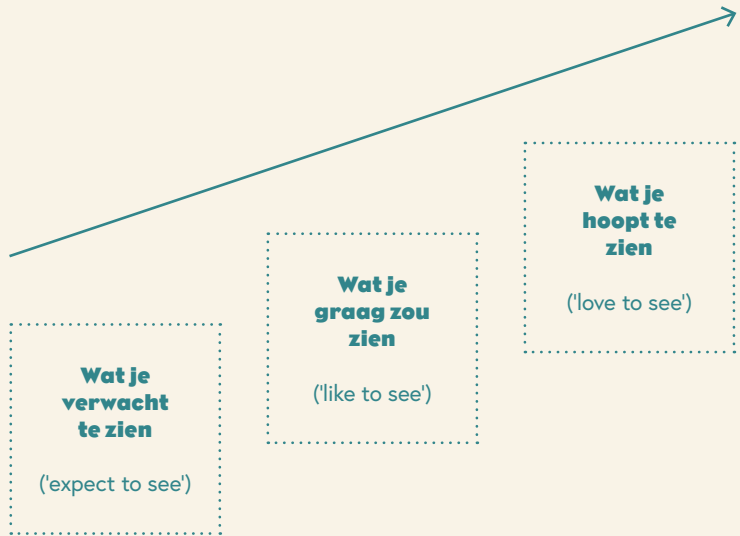 Wat je
verwacht
te zien
('expect to see')
Wat je
graag zou
zien
('like to see')
Wat je
hoopt te
zien
('love to see')